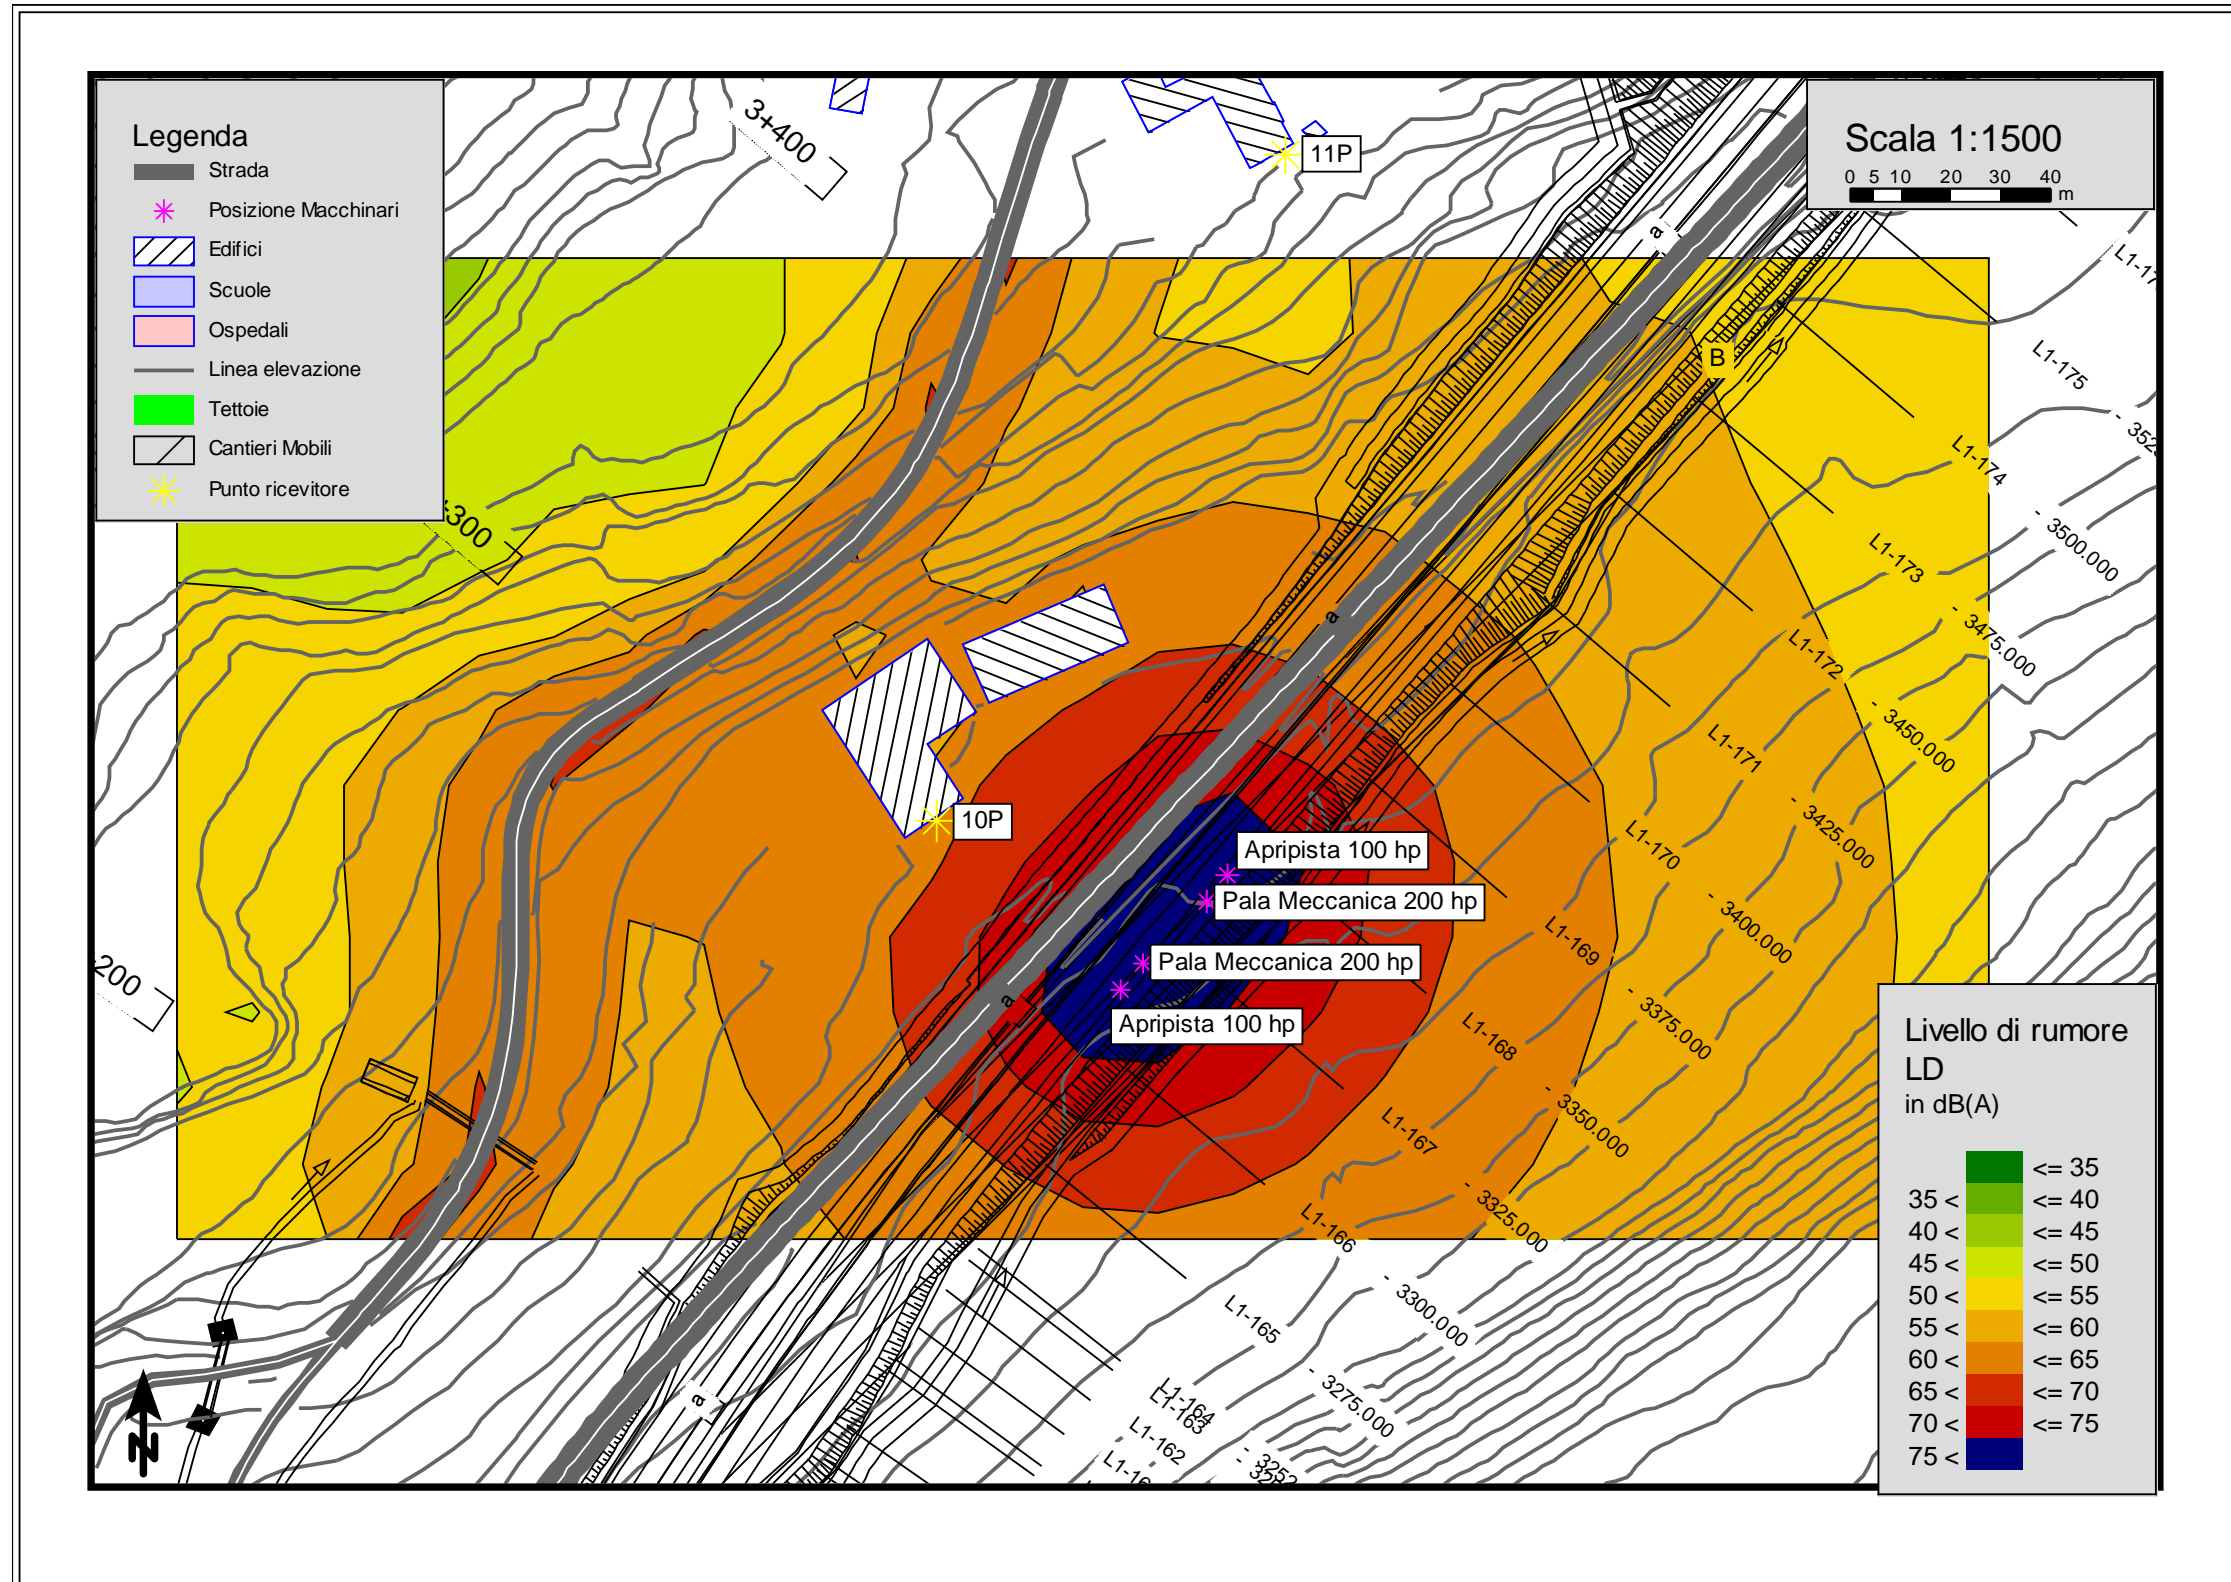 Legenda
Strada
Posizione Macchinari
Edifici
Scuole
Ospedali
Linea elevazione
Tettoie
Cantieri Mobili
Punto ricevitore
3+400
11P
Scala 1:1500
0 5 10 20 30 40
m
a
B
L1-175
L1-174
- 3500.000
L1-173
- 3475.000
L1-172
- 3450.000
L1-171
- 3425.000
L1-170
- 3400.000
L1-169
- 3375.000
L1-168
- 3350.000
L1-167
- 3325.000
L1-166
- 3300.000
L1-165
- 3275.000
L1-164
L1-163
L1-162
+300
200
a
10P
Apripista 100 hp
Pala Meccanica 200 hp
Pala Meccanica 200 hp
Apripista 100 hp
a
a
N
Livello di rumore
LD
in dB(A)
<= 35
35 < <= 40
40 < <= 45
45 < <= 50
50 < <= 55
55 < <= 60
60 < <= 65
65 < <= 70
70 < <= 75
75 <